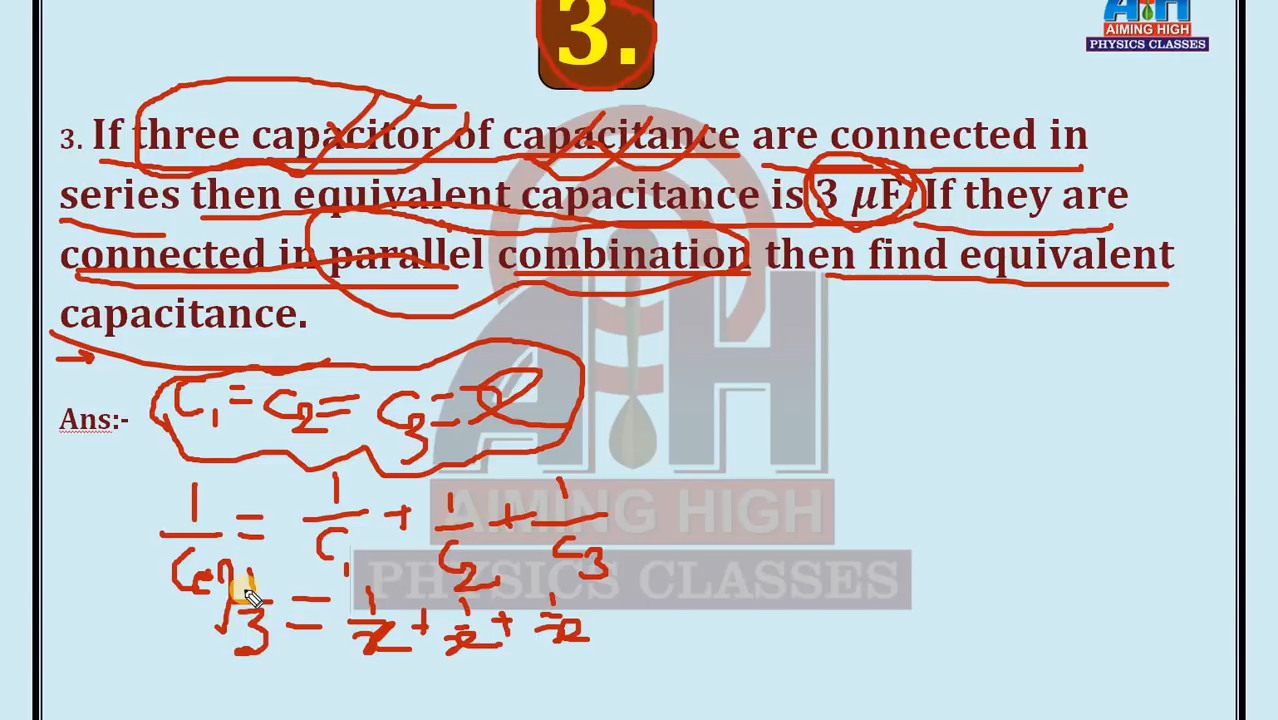 3.
AIMING HIGH
PHYSICS CLASSES
3. If three capacitor of capacitance are connected in
series then equivalent capacitance is 3 μF. If they are
connected in parallel combination then find equivalent
capacitance.
Ans:- C₁ = C₂ = C₃ = x
1/Ceq = 1/C₁ + 1/C₂ + 1/C₃
1/3 = 1/x + 1/x + 1/x
AIMING HIGH
PHYSICS CLASSES